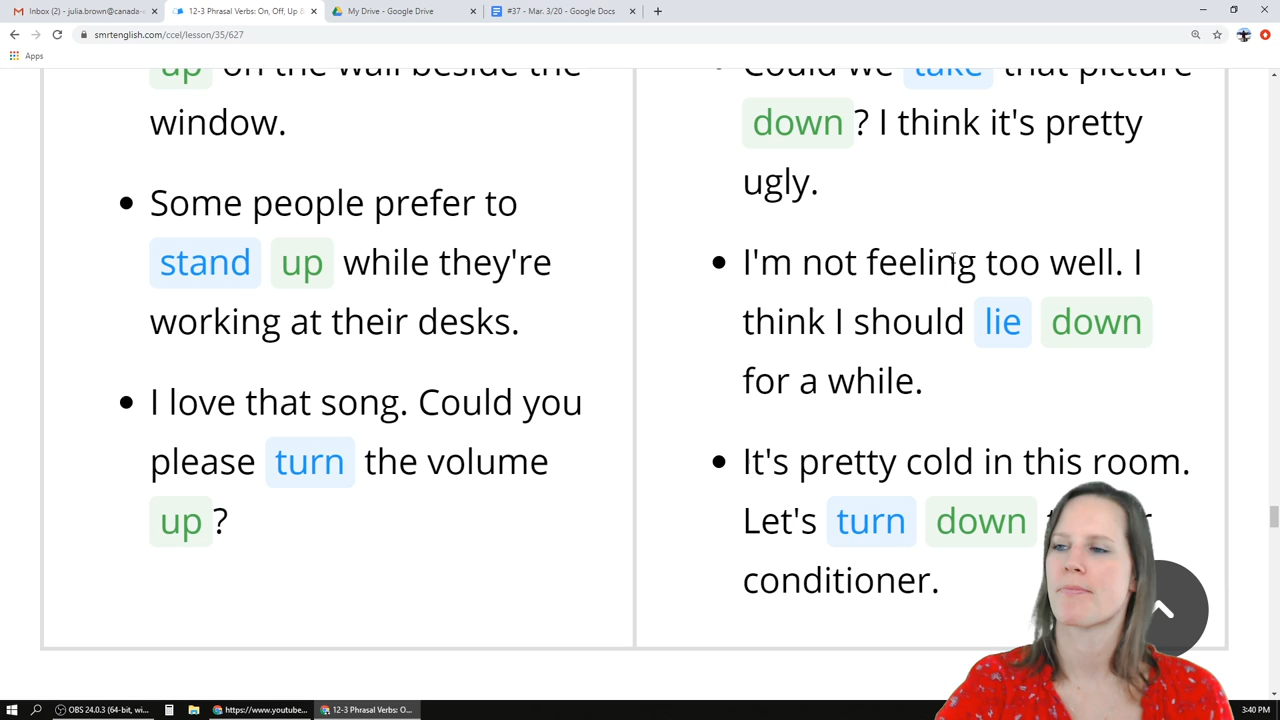 Inbox (2) - julia.brown@canada-
12-3 Phrasal Verbs: On, Off, Up &
My Drive - Google Drive
#37 - Mar. 3/20 - Google Docs
smrtenglish.com/ccel/lesson/35/627
Apps
up on the wall beside the
window.
Some people prefer to
stand up while they're
working at their desks.
I love that song. Could you
please turn the volume
up?
Could we take that picture
down? I think it's pretty
ugly.
I'm not feeling too well. I
think I should lie down
for a while.
It's pretty cold in this room.
Let's turn down
conditioner.
OBS 24.0.3 (64-bit, wi...
https://www.youtube...
12-3 Phrasal Verbs: O...
3:40 PM